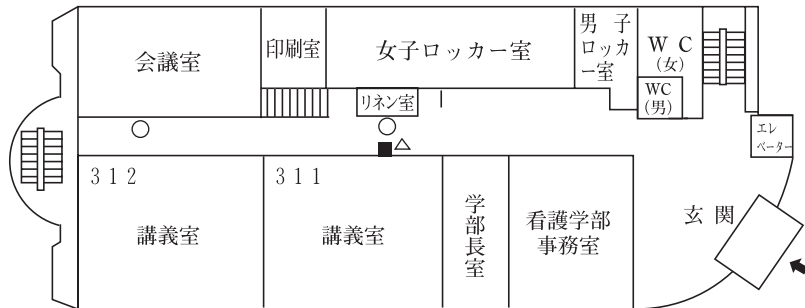 会議室
印刷室
女子ロッカー室
男 子
ロッカ
ー室
Ｗ Ｃ
（女）
WC
（男）
リネン室
エレ
ベーター
３１２
講義室
３１１
講義室
学部長室
看護学部
事務室
玄 関